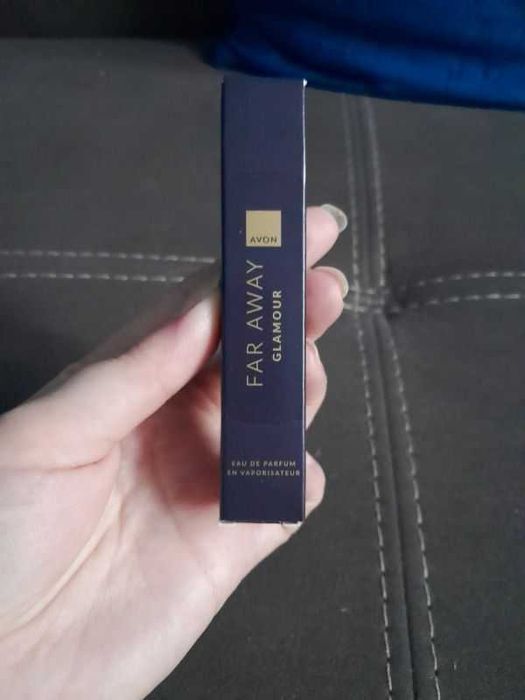 AVON
FAR AWAY
GLAMOUR
EAU DE PARFUM
EN VAPORISATEUR